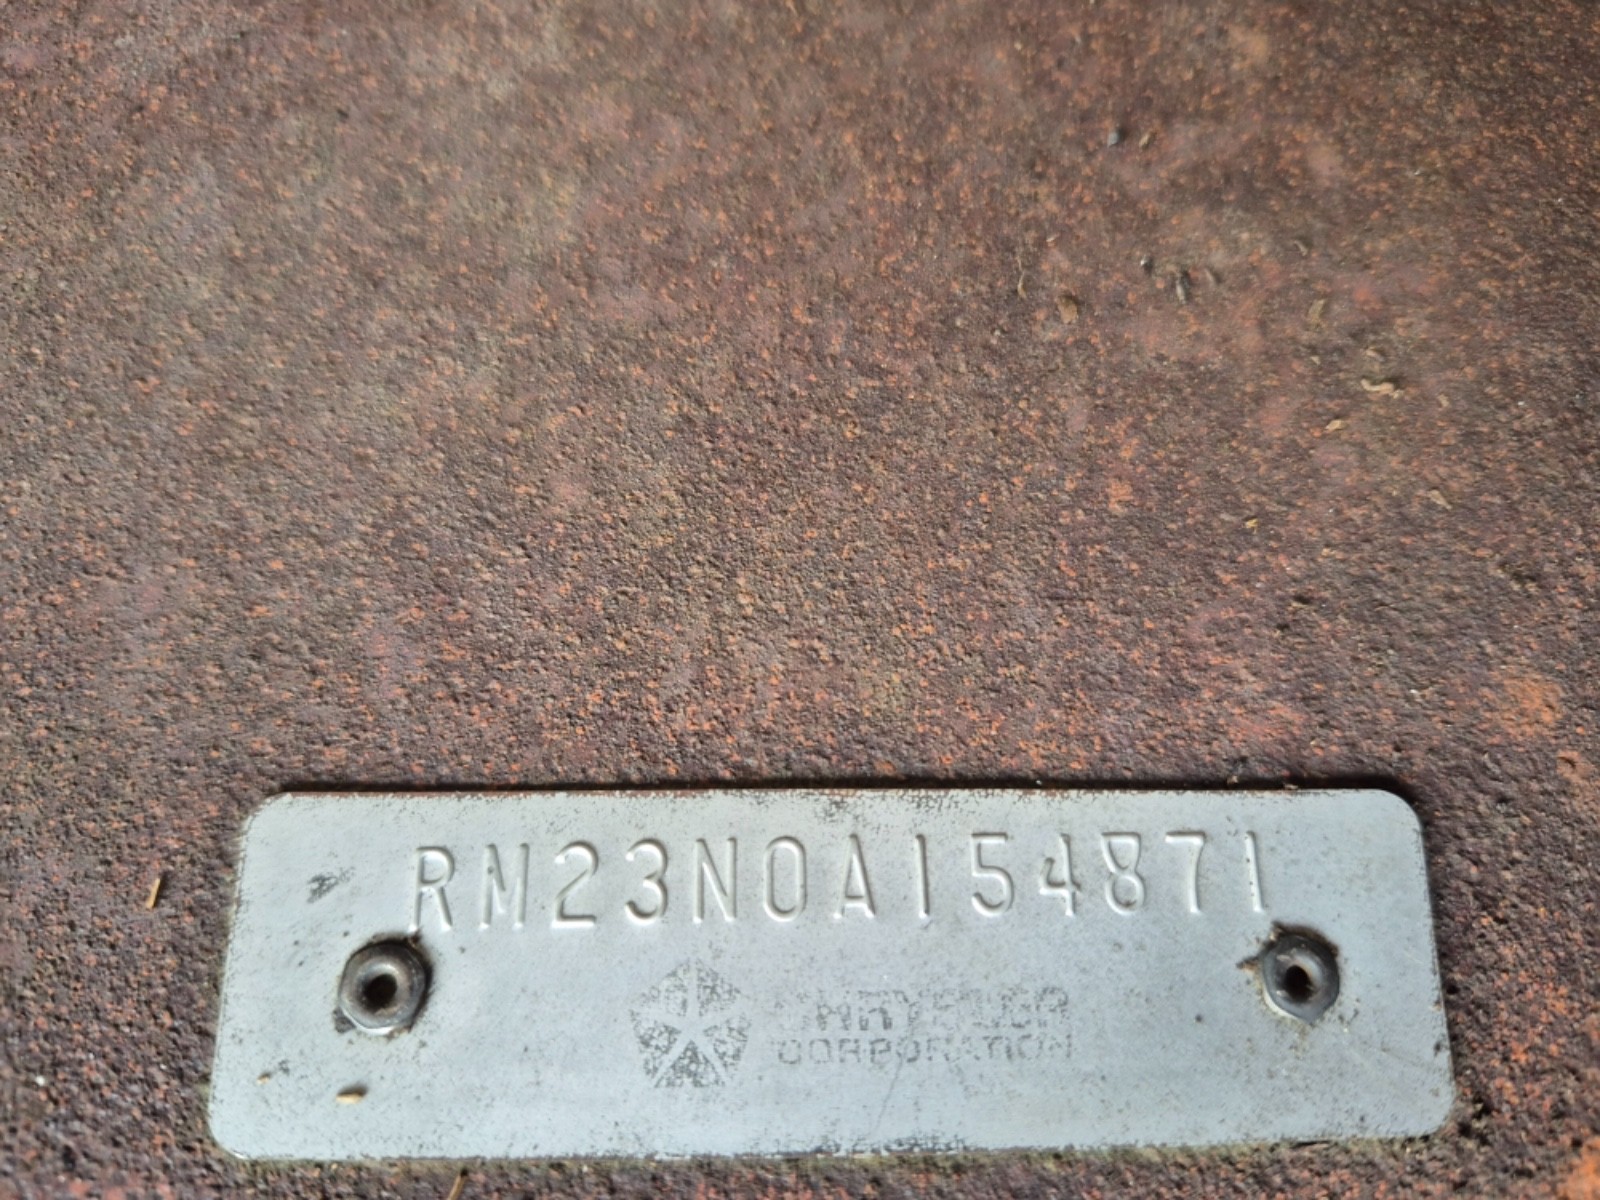 RM23N0A154871
CHRYSLER
CORPORATION